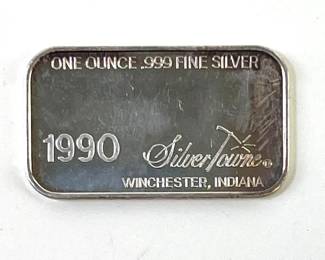 ONE OUNCE .999 FINE SILVER
1990 SilverTowne
WINCHESTER, INDIANA